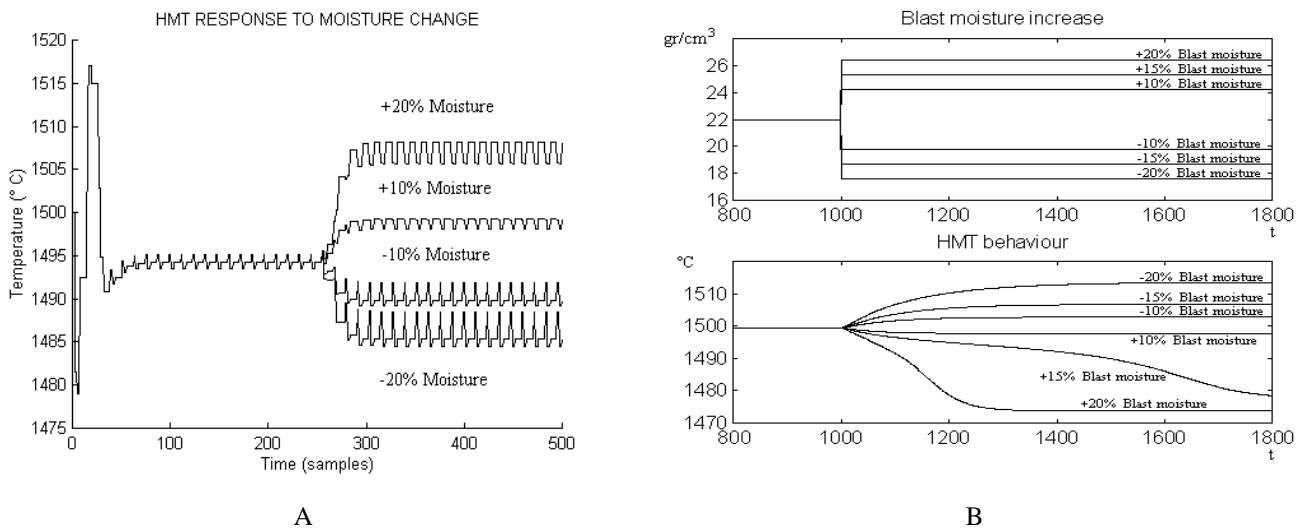 HMT RESPONSE TO MOISTURE CHANGE
1520
1515
1510
1505
1500
1495
1490
1485
1480
1475
Temperature (° C)
+20% Moisture
+10% Moisture
-10% Moisture
-20% Moisture
0
100
200
300
400
500
Time (samples)
A
Blast moisture increase
gr/cm³
26
24
22
20
18
16
+20% Blast moisture
+15% Blast moisture
+10% Blast moisture
-10% Blast moisture
-15% Blast moisture
-20% Blast moisture
800
1000
1200
1400
1600
1800
t
HMT behaviour
°C
1510
1500
1490
1480
1470
-20% Blast moisture
-15% Blast moisture
-10% Blast moisture
+10% Blast moisture
+15% Blast moisture
+20% Blast moisture
800
1000
1200
1400
1600
1800
t
B